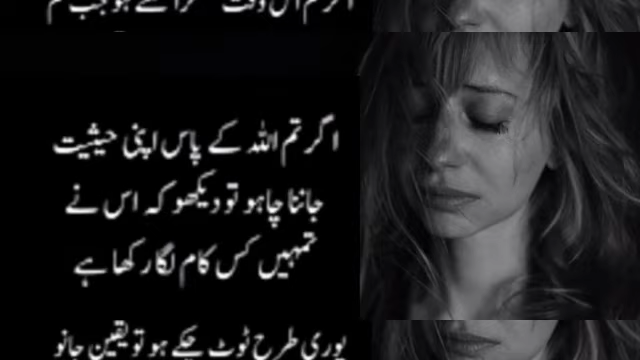 اگر تم اللہ کے پاس اپنی حیثیت
جاننا چاہو تو دیکھو کہ اس نے
تمہیں کس کام لگا رکھا ہے
پوری طرح ٹوٹ چکے ہو تو یقین جانو